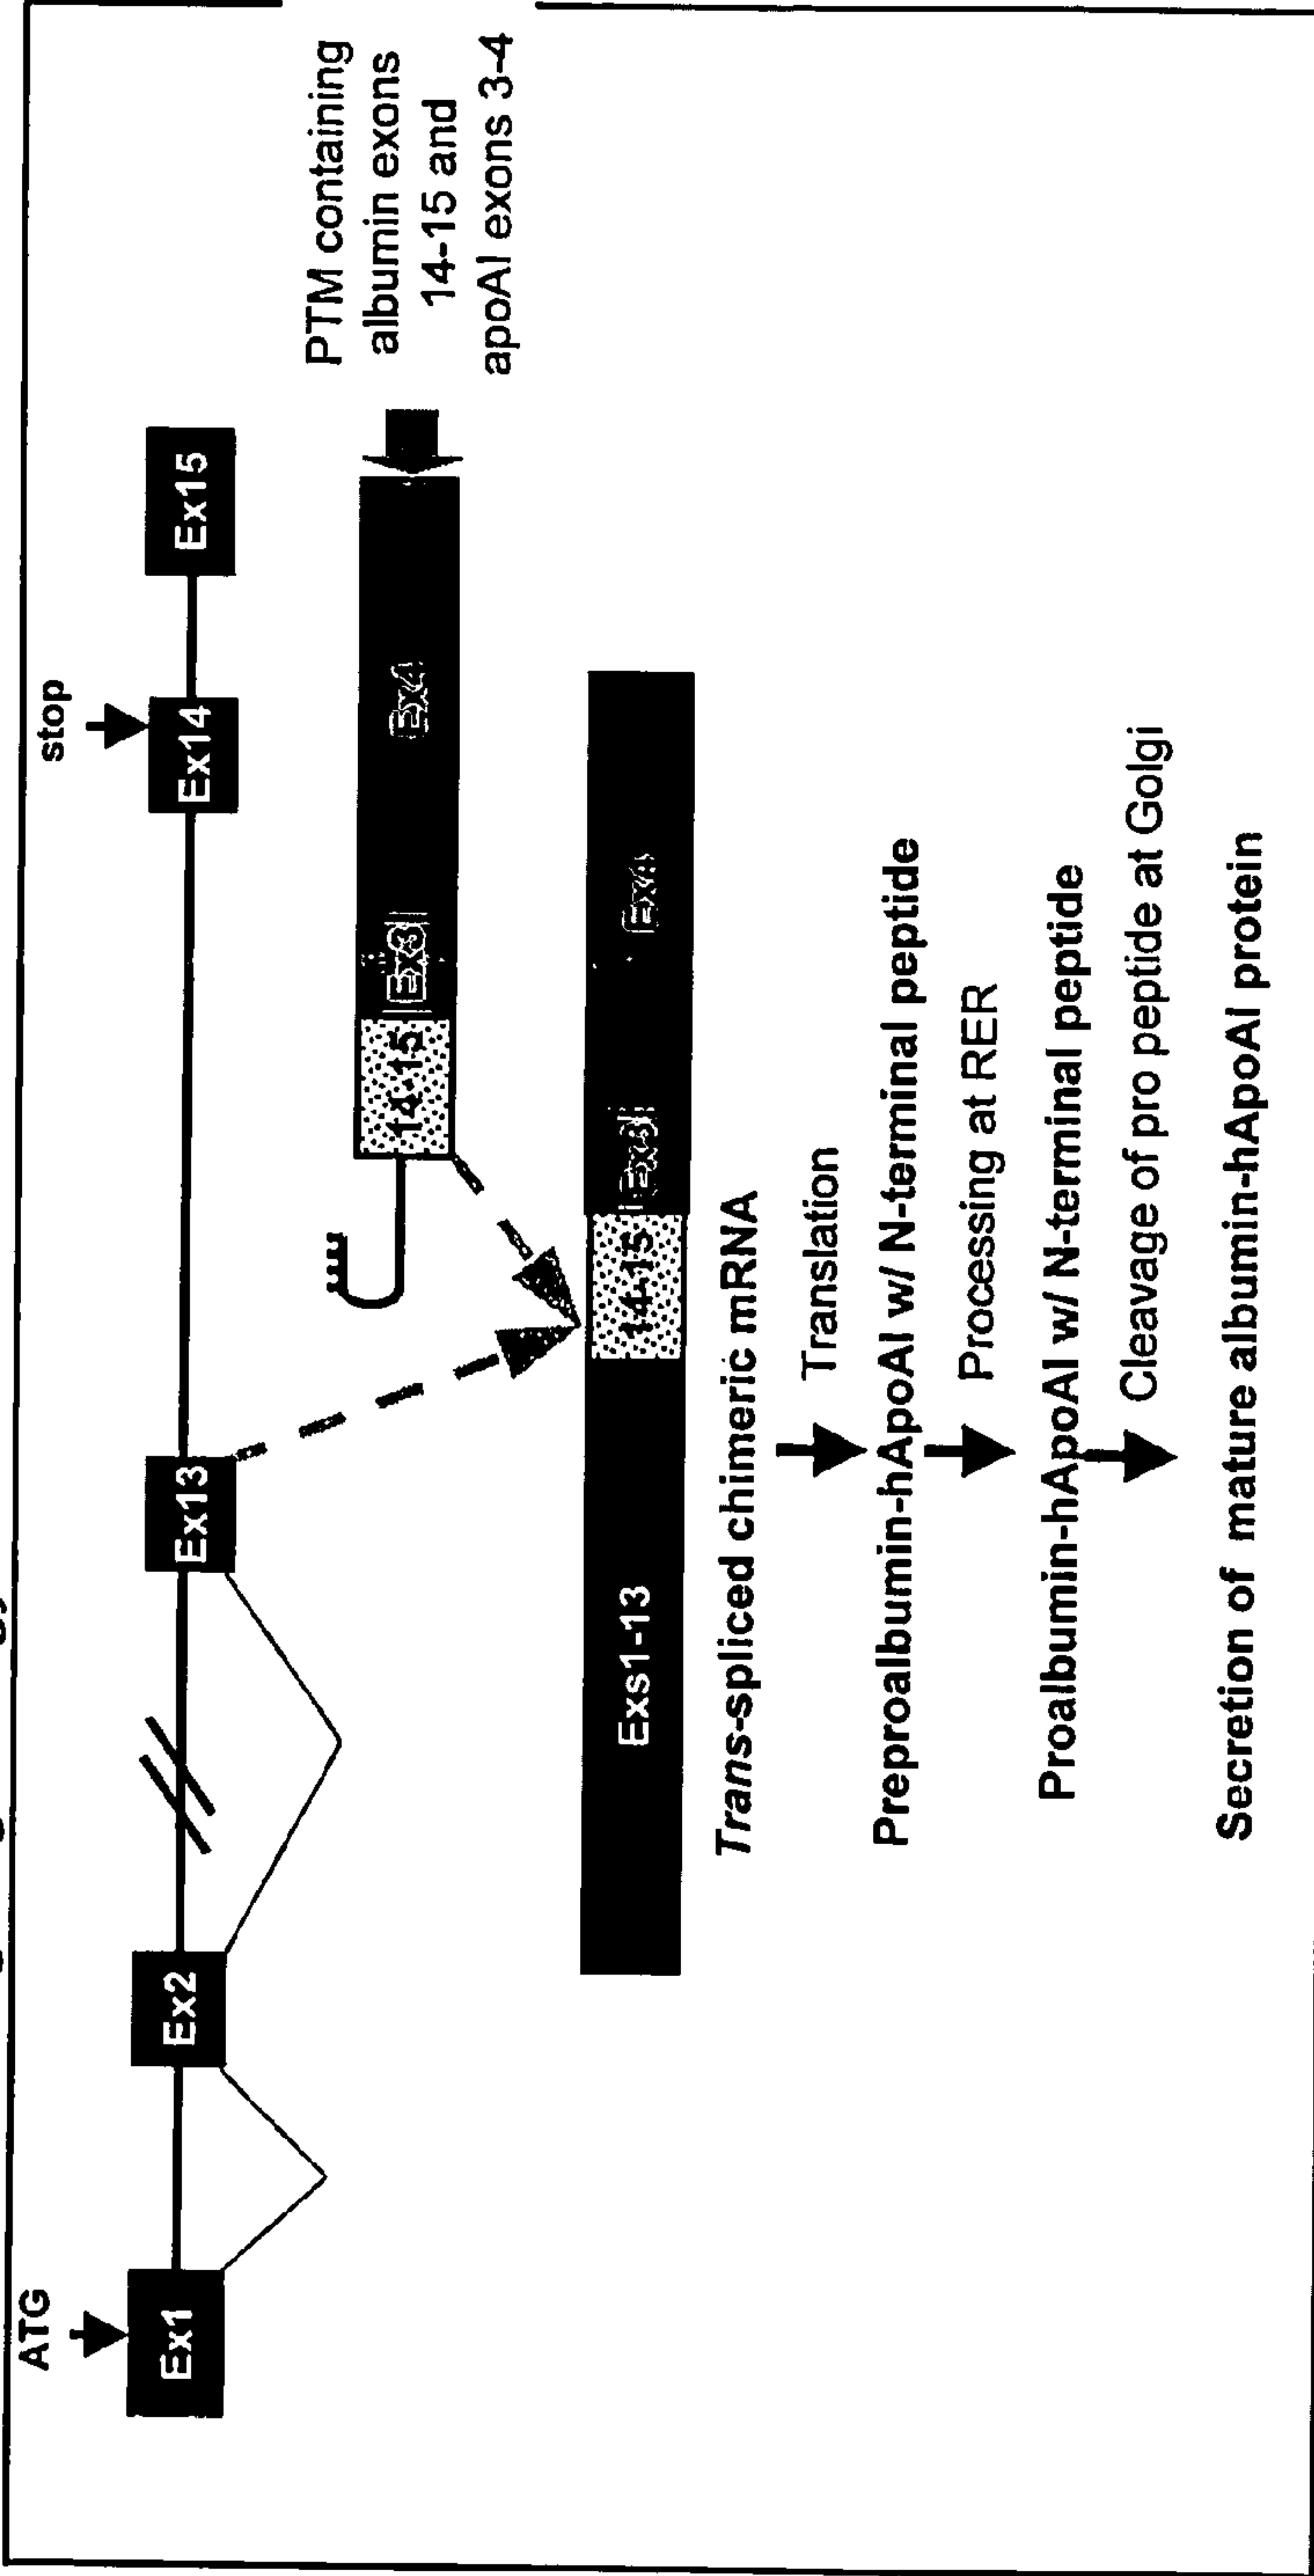 ATG
stop
Ex1
Ex2
Ex13
Ex14
Ex15
PTM containing
albumin exons
14-15 and
apoAI exons 3-4
14-15
Ex3
Ex4
Exs1-13
14-15
Ex3
Ex4
Trans-spliced chimeric mRNA
Translation
Preproalbumin-hApoAI w/ N-terminal peptide
Processing at RER
Proalbumin-hApoAI w/ N-terminal peptide
Cleavage of pro peptide at Golgi
Secretion of mature albumin-hApoAI protein